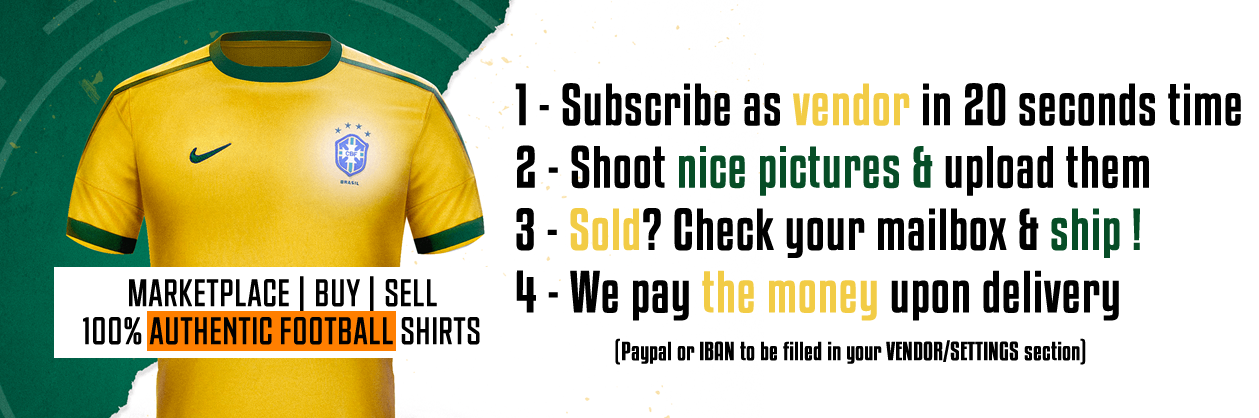 BRASIL
MARKETPLACE | BUY | SELL
100% AUTHENTIC FOOTBALL SHIRTS
1 - Subscribe as vendor in 20 seconds time
2 - Shoot nice pictures & upload them
3 - Sold? Check your mailbox & ship !
4 - We pay the money upon delivery
(Paypal or IBAN to be filled in your VENDOR/SETTINGS section)